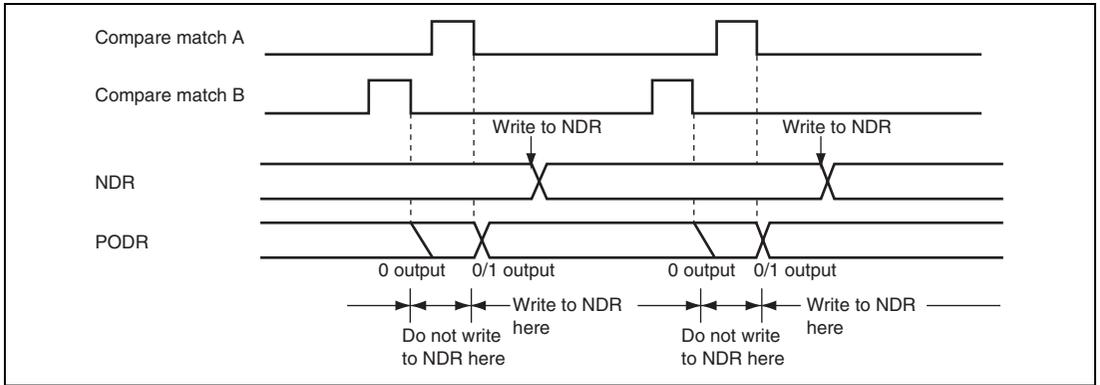 Compare match A
Compare match B
Write to NDR Write to NDR
NDR
PODR
0 output 0/1 output 0 output 0/1 output
Write to NDR Write to NDR
here here
Do not write Do not write
to NDR here to NDR here